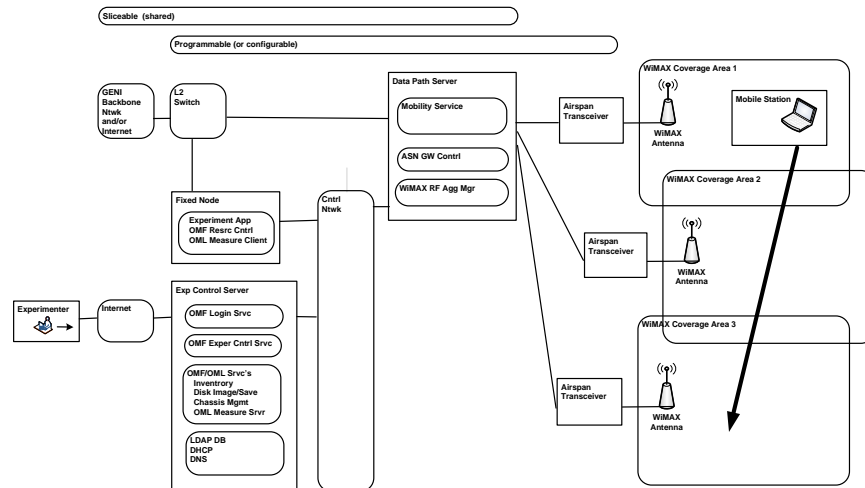 Sliceable (shared)
Programmable (or configurable)
GENI
Backbone
Ntwk
and/or
Internet
L2
Switch
Data Path Server
Mobility Service
ASN GW Contrl
WiMAX RF Agg Mgr
Airspan
Transceiver
WiMAX Coverage Area 1
WiMAX
Antenna
Mobile Station
Fixed Node
Experiment App
OMF Resrc Cntrl
OML Measure Client
Cntrl
Ntwk
WiMAX Coverage Area 2
Airspan
Transceiver
WiMAX
Antenna
Experimenter
Internet
Exp Control Server
OMF Login Srvc
OMF Exper Cntrl Srvc
OMF/OML Srvc's
Inventrory
Disk Image/Save
Chassis Mgmt
OML Measure Srvr
LDAP DB
DHCP
DNS
WiMAX Coverage Area 3
Airspan
Transceiver
WiMAX
Antenna